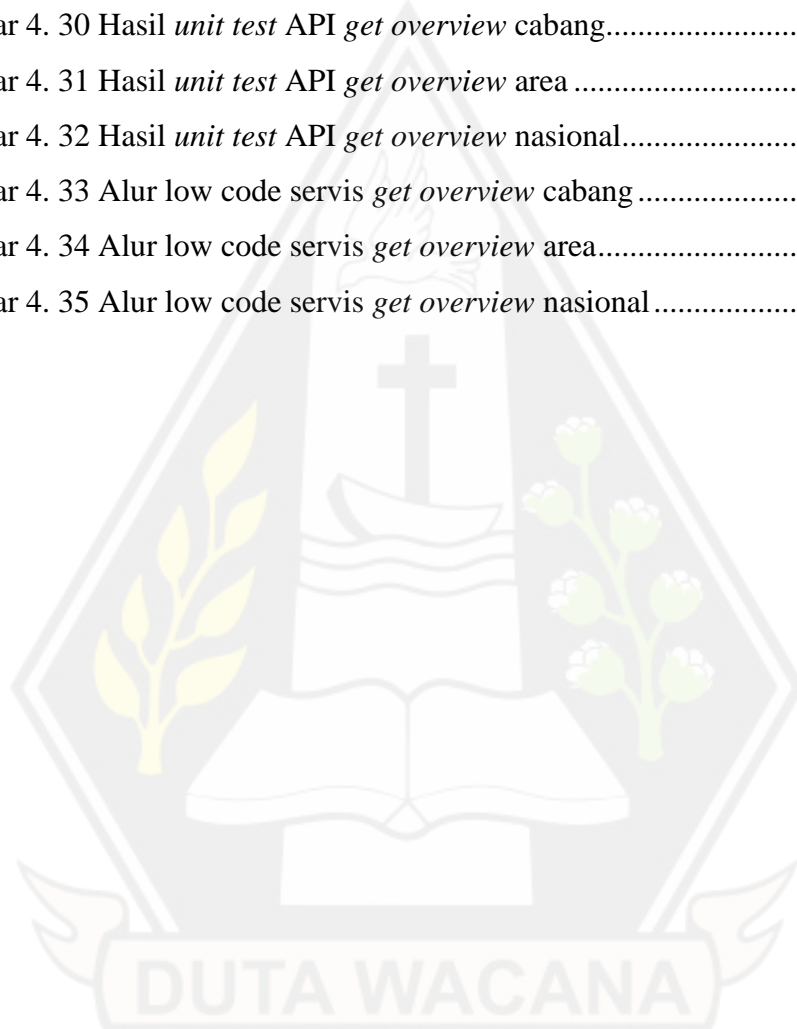 ar 4. 30 Hasil unit test API get overview cabang......................
ar 4. 31 Hasil unit test API get overview area ..........................
ar 4. 32 Hasil unit test API get overview nasional....................
ar 4. 33 Alur low code servis get overview cabang ..................
ar 4. 34 Alur low code servis get overview area.......................
ar 4. 35 Alur low code servis get overview nasional ................
DUTA WACANA